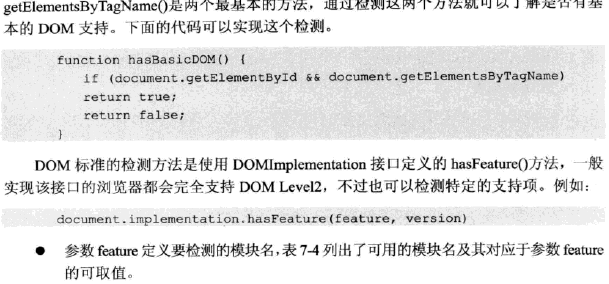 getElementsByTagName()是两个最基本的方法，通过检测这两个方法就可以了解是否有基
本的 DOM 支持。下面的代码可以实现这个检测。
function hasBasicDOM() {
if (document.getElementById && document.getElementsByTagName)
return true;
return false;
}
DOM 标准的检测方法是使用 DOMImplementation 接口定义的 hasFeature()方法，一般
实现该接口的浏览器都会完全支持 DOM Level2，不过也可以检测特定的支持项。例如：
document.implementation.hasFeature(feature, version)
● 参数 feature 定义要检测的模块名，表 7-4 列出了可用的模块名及其对应于参数 feature
的可取值。